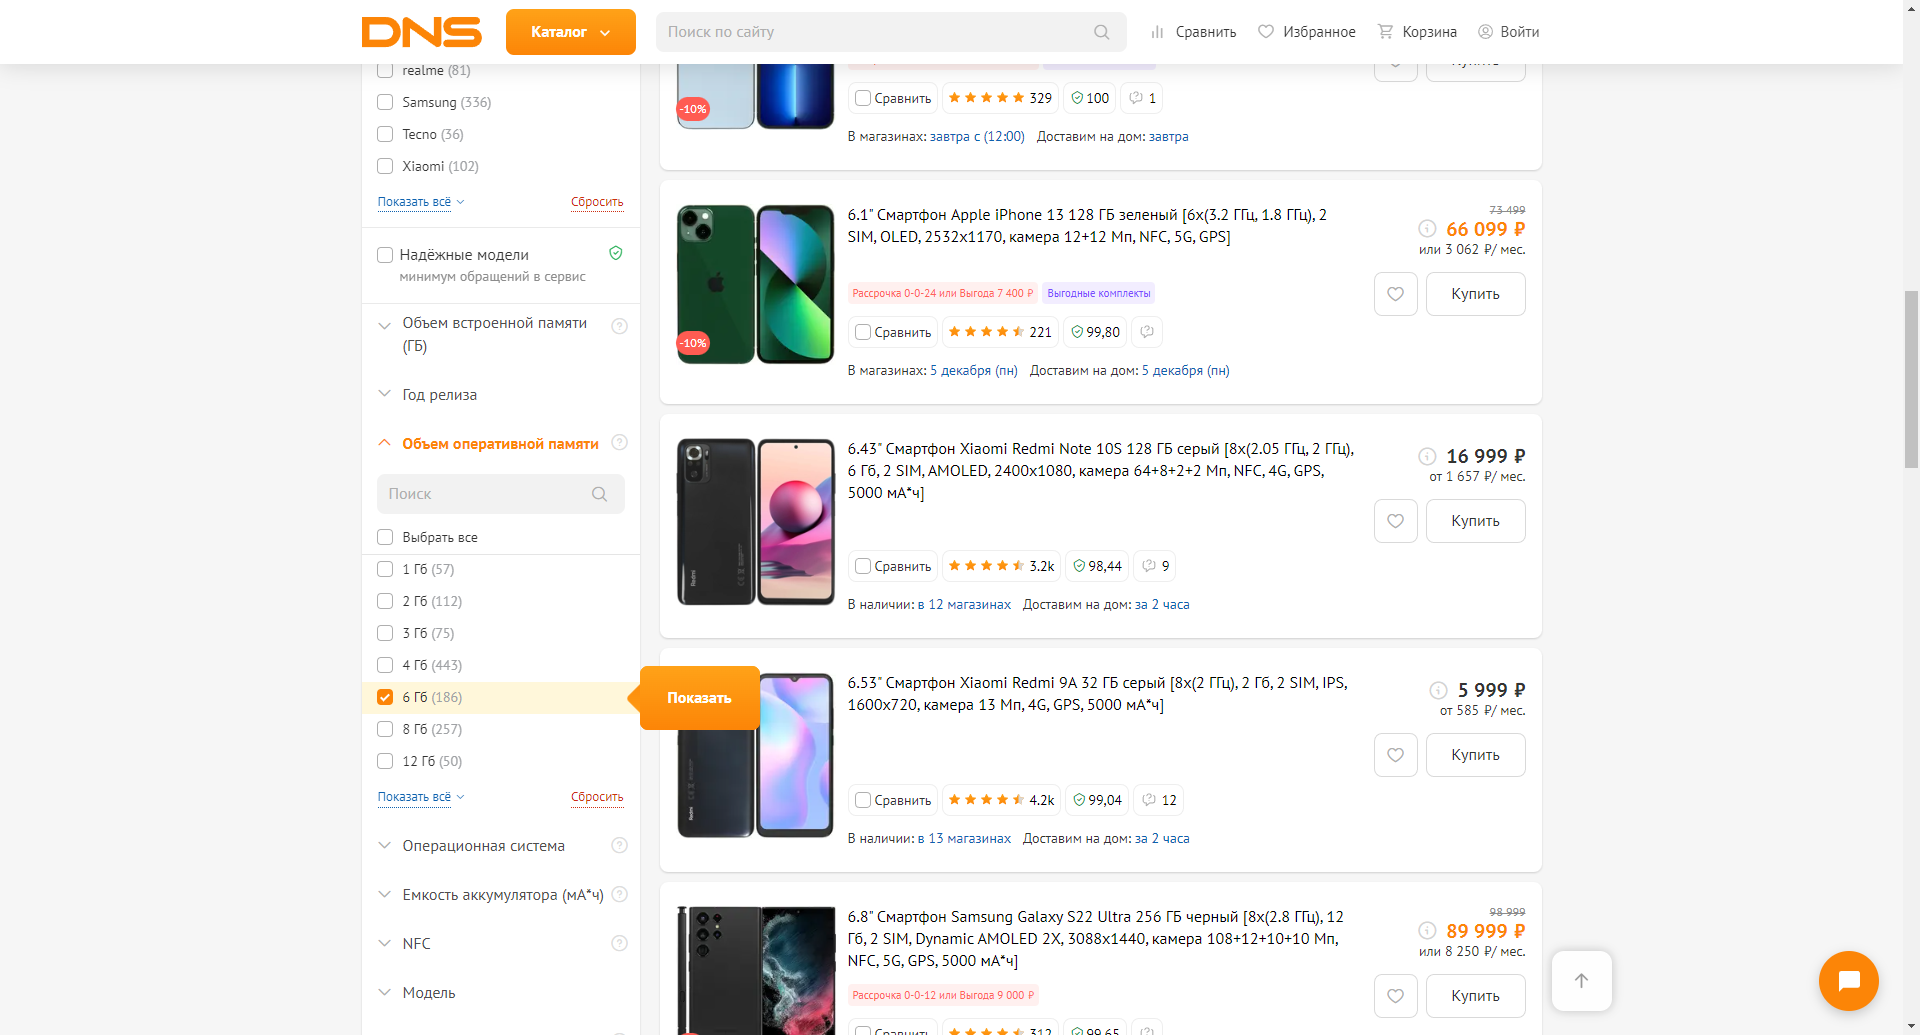 DNS
Каталог
Поиск по сайту
Сравнить
Избранное
Корзина
Войти
realme (81)
Samsung (336)
Tecno (36)
Xiaomi (102)
Показать всё
Сбросить
Надёжные модели
минимум обращений в сервис
Объем встроенной памяти
(ГБ)
Год релиза
Объем оперативной памяти
Поиск
Выбрать все
1 Гб (57)
2 Гб (112)
3 Гб (75)
4 Гб (443)
6 Гб (186)
8 Гб (257)
12 Гб (50)
Показать всё
Сбросить
Операционная система
Емкость аккумулятора (мА*ч)
NFC
Модель
Показать
-10%
Сравнить
329
100
1
В магазинах: завтра с (12:00) Доставим на дом: завтра
6.1" Смартфон Apple iPhone 13 128 ГБ зеленый [6x(3.2 ГГц, 1.8 ГГц), 2
SIM, OLED, 2532x1170, камера 12+12 Мп, NFC, 5G, GPS]
73 499
66 099 ₽
или 3 062 ₽/ мес.
Рассрочка 0-0-24 или Выгода 7 400 ₽
Выгодные комплекты
Купить
-10%
Сравнить
221
99,80
В магазинах: 5 декабря (пн) Доставим на дом: 5 декабря (пн)
6.43" Смартфон Xiaomi Redmi Note 10S 128 ГБ серый [8x(2.05 ГГц, 2 ГГц),
6 Гб, 2 SIM, AMOLED, 2400x1080, камера 64+8+2+2 Мп, NFC, 4G, GPS,
5000 мА*ч]
16 999 ₽
от 1 657 ₽/ мес.
Купить
Redmi
Сравнить
3.2k
98,44
9
В наличии: в 12 магазинах Доставим на дом: за 2 часа
6.53" Смартфон Xiaomi Redmi 9A 32 ГБ серый [8x(2 ГГц), 2 Гб, 2 SIM, IPS,
1600x720, камера 13 Мп, 4G, GPS, 5000 мА*ч]
5 999 ₽
от 585 ₽/ мес.
Купить
Redmi
Сравнить
4.2k
99,04
12
В наличии: в 13 магазинах Доставим на дом: за 2 часа
6.8" Смартфон Samsung Galaxy S22 Ultra 256 ГБ черный [8x(2.8 ГГц), 12
Гб, 2 SIM, Dynamic AMOLED 2X, 3088x1440, камера 108+12+10+10 Мп,
NFC, 5G, GPS, 5000 мА*ч]
98 999
89 999 ₽
или 8 250 ₽/ мес.
Рассрочка 0-0-12 или Выгода 9 000 ₽
Купить
Сравнить
312
99,65